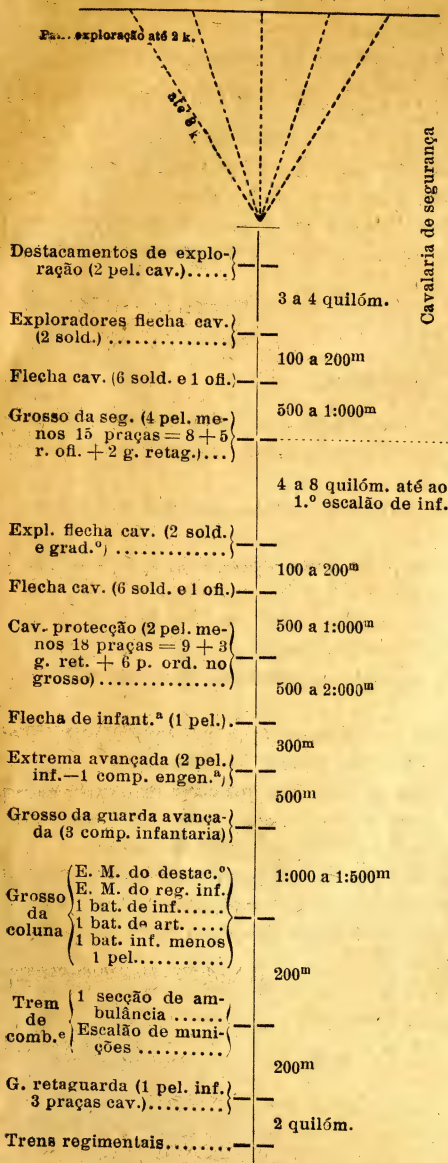 exploração até 2 k.
até 8 k.
Cavalaria de segurança
Destacamentos de explo-
ração (2 pel. cav.).....
3 a 4 quilóm.
Exploradores flecha cav.
(2 sold.) .............
100 a 200m
Flecha cav. (6 sold. e 1 ofi.)
500 a 1:000m
Grosso da seg. (4 pel. me-
nos 15 praças = 8 + 5
r. ofi. + 2 g. retag.)...
4 a 8 quilóm. até ao
1.º escalão de inf.
Expl. flecha cav. (2 sold.
e grad.º) .............
100 a 200m
Flecha cav. (6 sold. e 1 ofi.)
500 a 1:000m
Cav. protecção (2 pel. me-
nos 18 praças = 9 + 3
g. ret. + 6 p. ord. no
grosso) ..............
500 a 2:000m
Flecha de infant.ª (1 pel.).
300m
Extrema avançada (2 pel.
inf.—1 comp. engen.ª)
500m
Grosso da guarda avança-
da (3 comp. infantaria)
1:000 a 1:500m
Grosso
da
coluna
E. M. do destac.º
E. M. do reg. inf.
1 bat. de inf......
1 bat. de art. ....
1 bat. inf. menos
1 pel..........
200m
Trem
de
comb.e
1 secção de am-
bulância ......
Escalão de muni-
ções ..........
200m
G. retaguarda (1 pel. inf.
3 praças cav.).......
2 quilóm.
Trens regimentais........